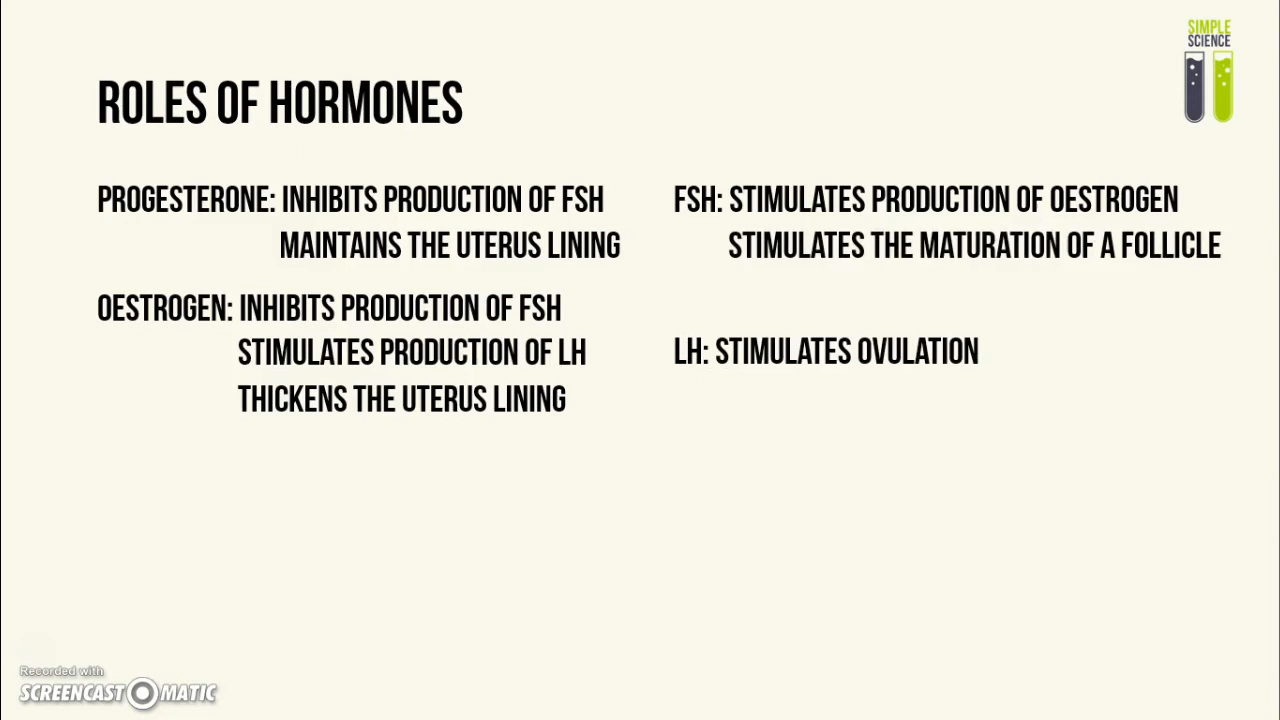 SIMPLE
SCIENCE
ROLES OF HORMONES
PROGESTERONE: INHIBITS PRODUCTION OF FSH
MAINTAINS THE UTERUS LINING
OESTROGEN: INHIBITS PRODUCTION OF FSH
STIMULATES PRODUCTION OF LH
THICKENS THE UTERUS LINING
FSH: STIMULATES PRODUCTION OF OESTROGEN
STIMULATES THE MATURATION OF A FOLLICLE
LH: STIMULATES OVULATION
Recorded with
SCREENCAST MATIC